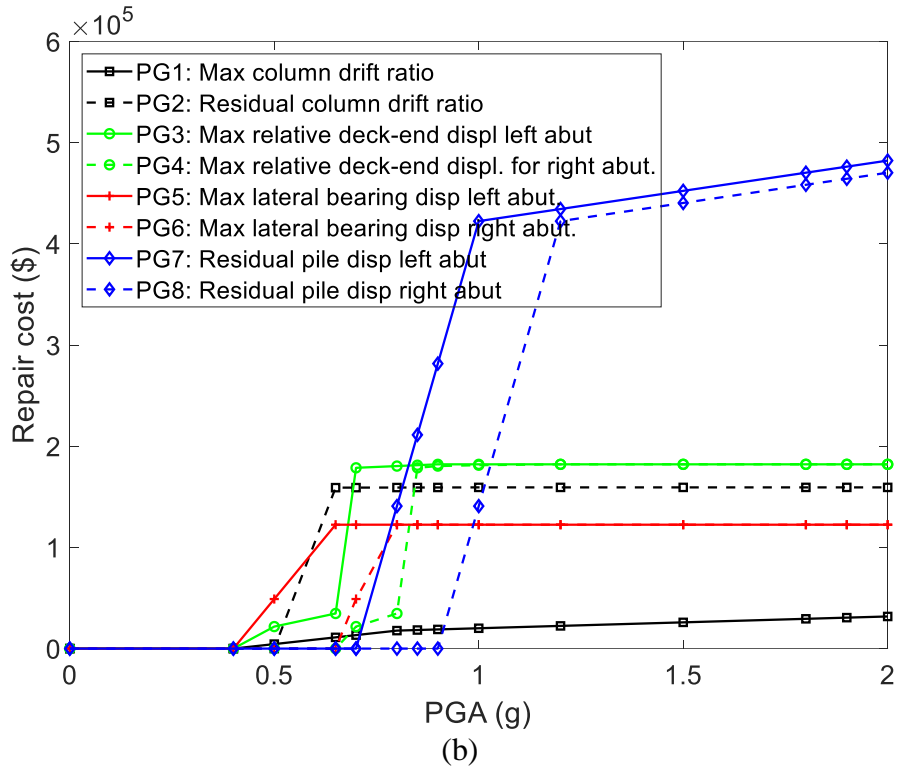 ×10⁵
6
5
4
3
2
1
0
Repair cost ($)
PG1: Max column drift ratio
PG2: Residual column drift ratio
PG3: Max relative deck-end displ left abut
PG4: Max relative deck-end displ. for right abut.
PG5: Max lateral bearing disp left abut.
PG6: Max lateral bearing disp right abut.
PG7: Residual pile disp left abut
PG8: Residual pile disp right abut
0 0.5 1 1.5 2
PGA (g)
(b)